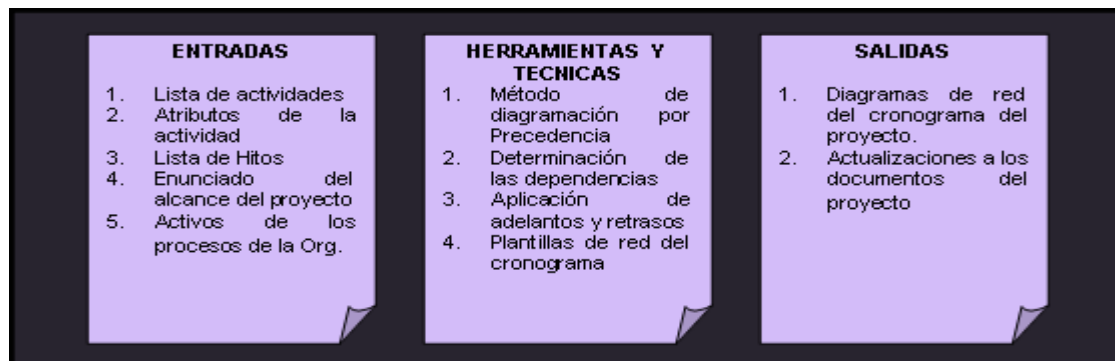 ENTRADAS
1. Lista de actividades
2. Atributos de la
actividad
3. Lista de Hitos
4. Enunciado del
alcance del proyecto
5. Activos de los
procesos de la Org.
HERRAMIENTAS Y
TECNICAS
1. Método de
diagramación por
Precedencia
2. Determinación de
las dependencias
3. Aplicación de
adelantos y retrasos
4. Plantillas de red del
cronograma
SALIDAS
1. Diagramas de red
del cronograma del
proyecto.
2. Actualizaciones a los
documentos del
proyecto